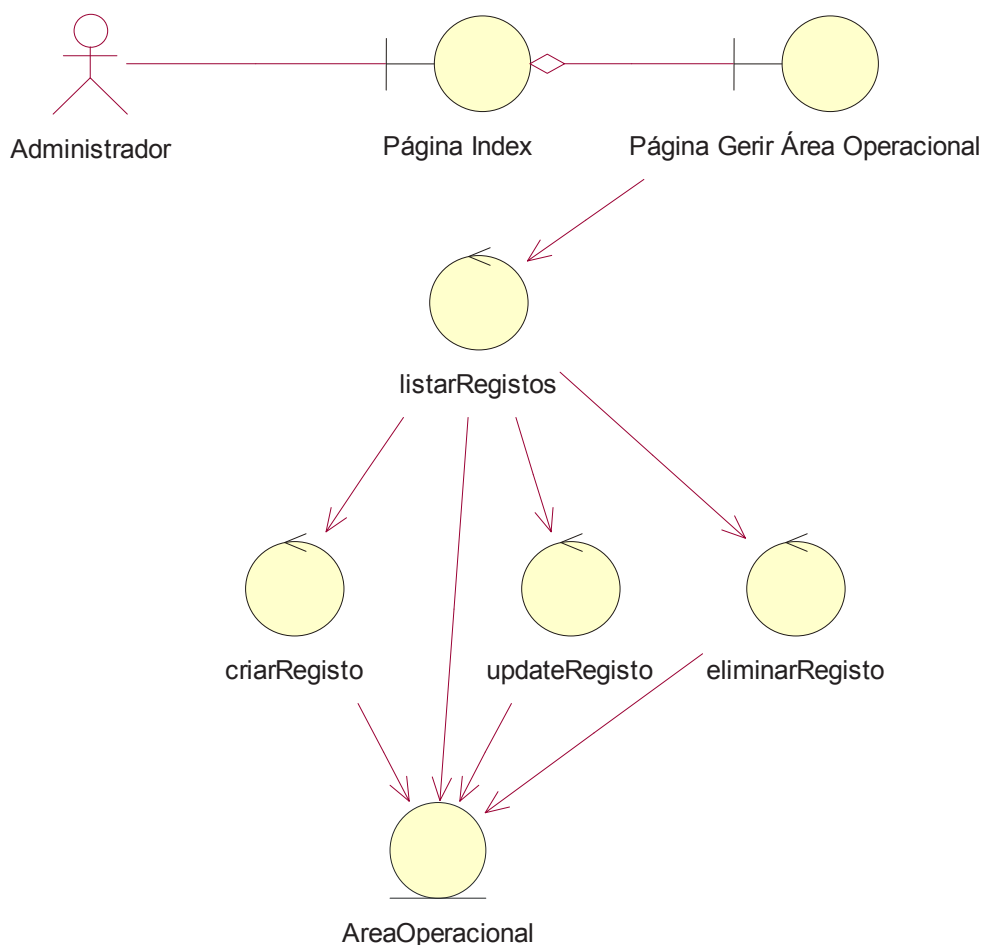 Administrador
Página Index
Página Gerir Área Operacional
listarRegistos
criarRegisto
updateRegisto
eliminarRegisto
AreaOperacional